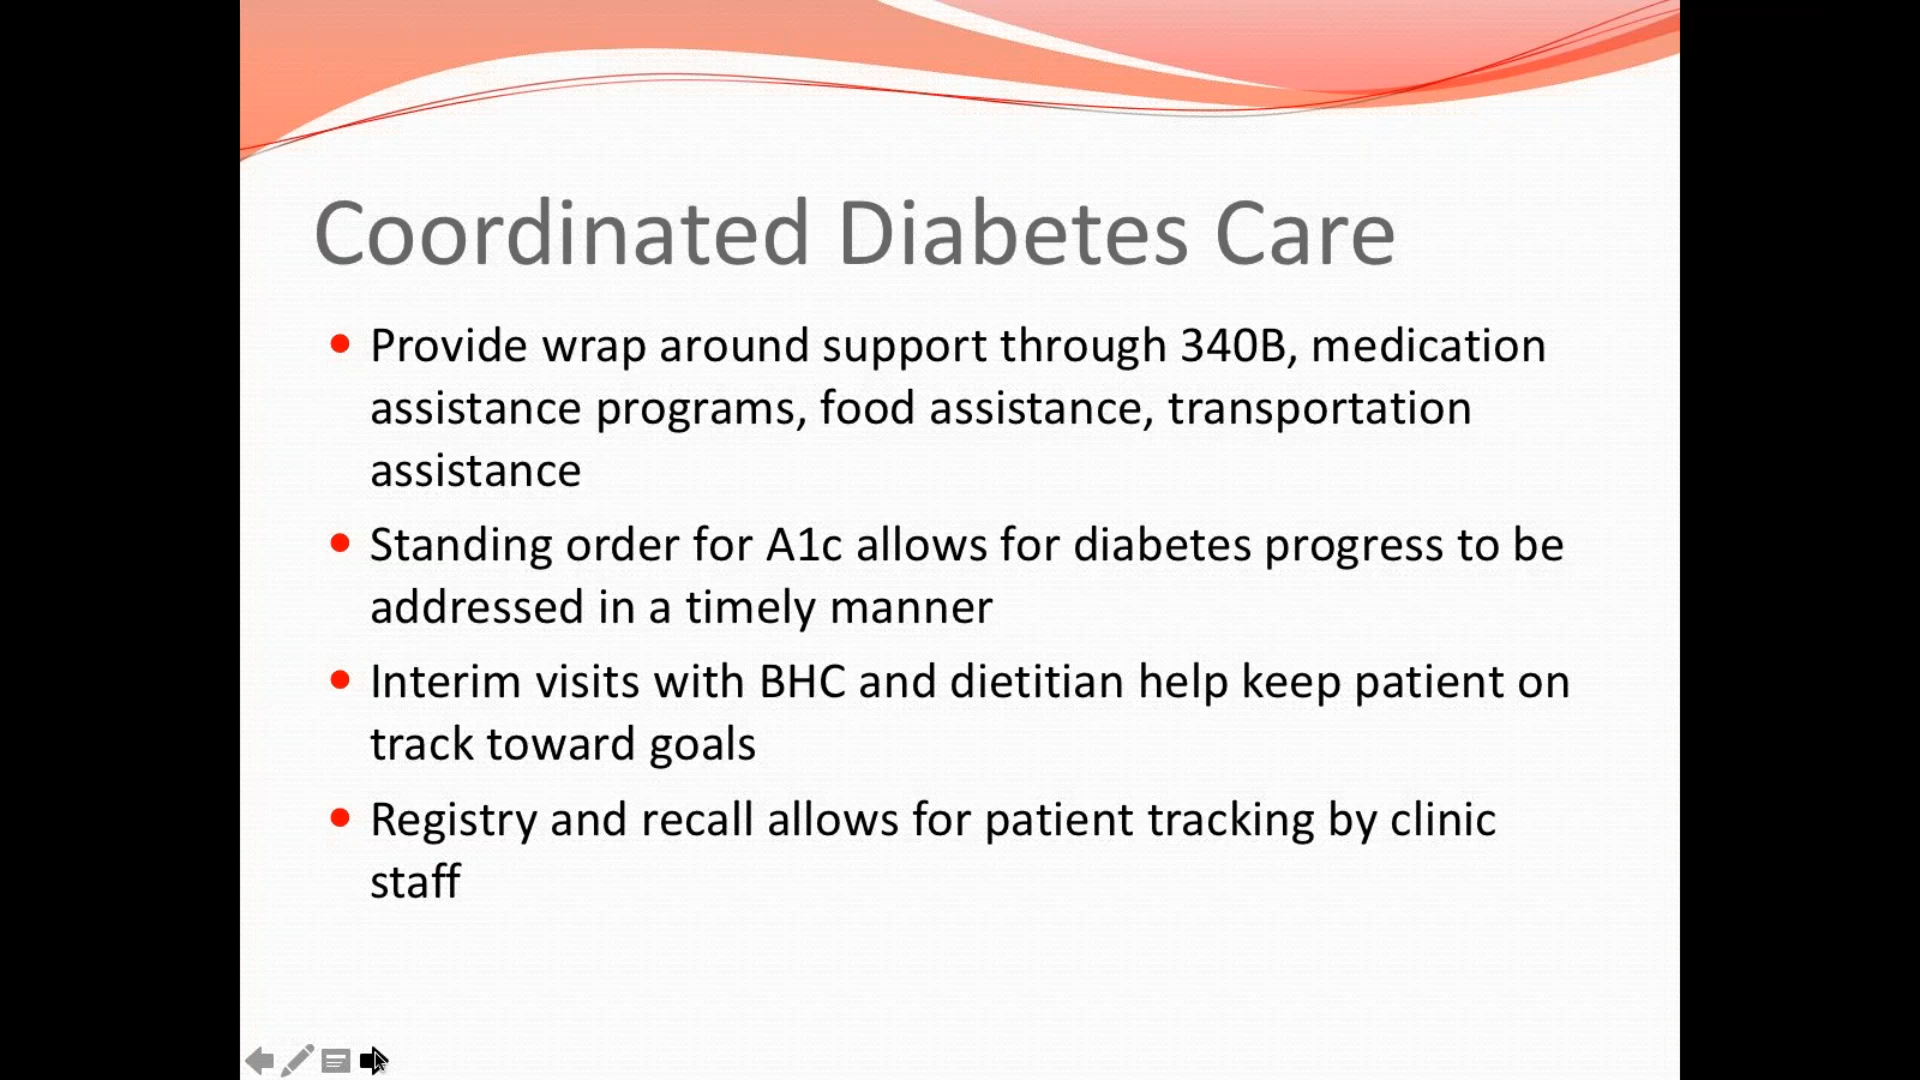 Coordinated Diabetes Care
• Provide wrap around support through 340B, medication
assistance programs, food assistance, transportation
assistance
• Standing order for A1c allows for diabetes progress to be
addressed in a timely manner
• Interim visits with BHC and dietitian help keep patient on
track toward goals
• Registry and recall allows for patient tracking by clinic
staff